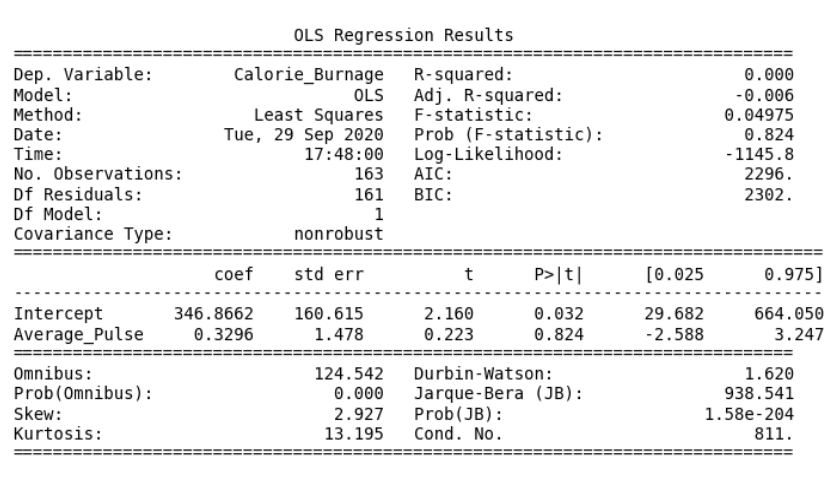 OLS Regression Results
==============================================================================
Dep. Variable: Calorie_Burnage R-squared: 0.000
Model: OLS Adj. R-squared: -0.006
Method: Least Squares F-statistic: 0.04975
Date: Tue, 29 Sep 2020 Prob (F-statistic): 0.824
Time: 17:48:00 Log-Likelihood: -1145.8
No. Observations: 163 AIC: 2296.
Df Residuals: 161 BIC: 2302.
Df Model: 1
Covariance Type: nonrobust
=================================================================================
coef std err t P>|t| [0.025 0.975]
---------------------------------------------------------------------------------
Intercept 346.8662 160.615 2.160 0.032 29.682 664.050
Average_Pulse 0.3296 1.478 0.223 0.824 -2.588 3.247
==============================================================================
Omnibus: 124.542 Durbin-Watson: 1.620
Prob(Omnibus): 0.000 Jarque-Bera (JB): 938.541
Skew: 2.927 Prob(JB): 1.58e-204
Kurtosis: 13.195 Cond. No. 811.
==============================================================================